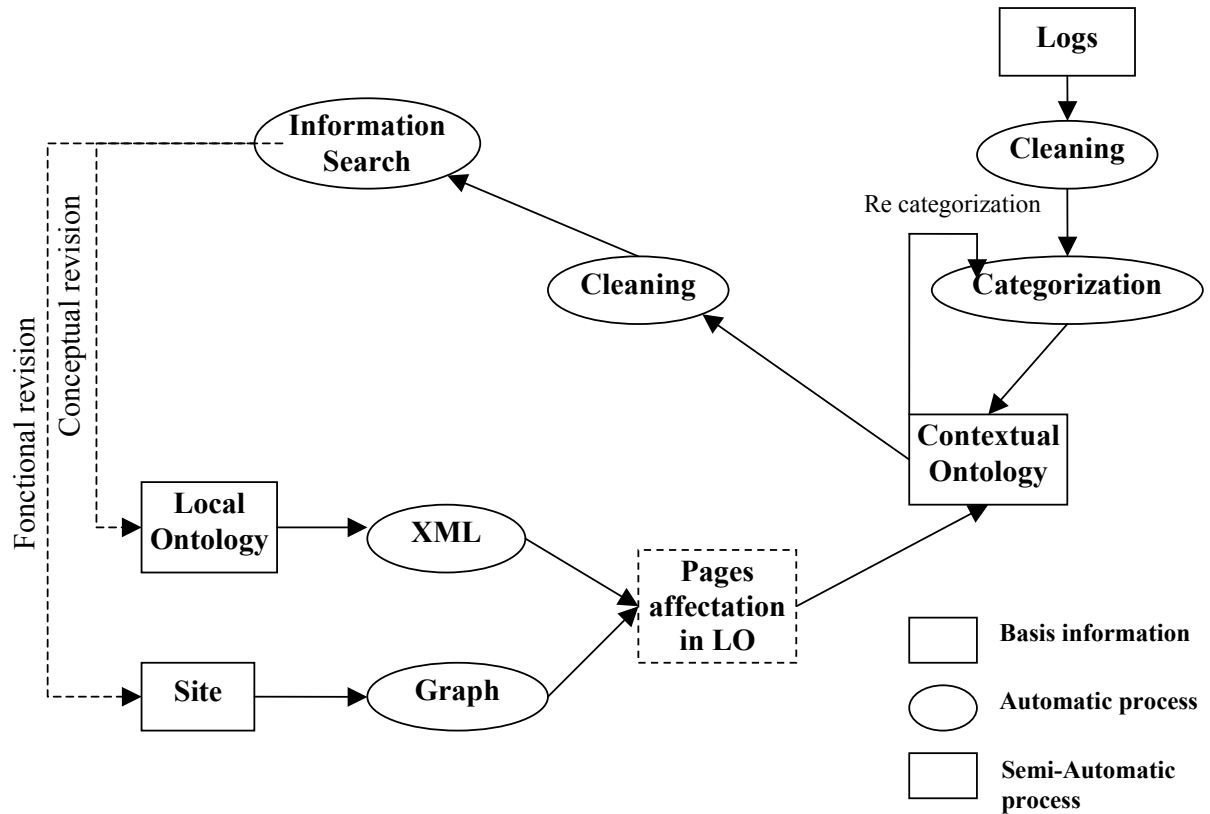 Logs
Information
Search
Cleaning
Re categorization
Cleaning
Categorization
Fonctional revision
Conceptual revision
Contextual
Ontology
Local
Ontology
XML
Pages
affectation
in LO
Site
Graph
Basis information
Automatic process
Semi-Automatic
process